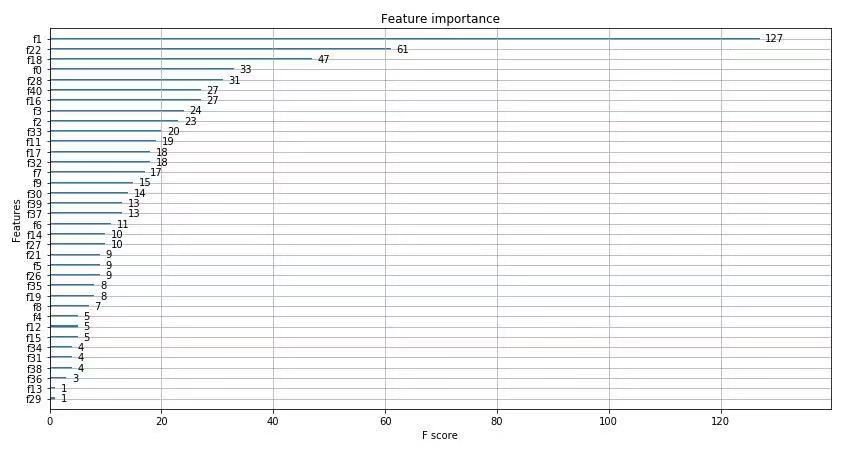 Feature importance
f1 127
f22 61
f18 47
f0 33
f28 31
f40 27
f16 27
f3 24
f2 23
f33 20
f11 19
f17 18
f32 18
f7 17
f9 15
f30 14
f39 13
f37 13
f6 11
f14 10
f27 10
f21 9
f5 9
f26 9
f35 8
f19 8
f8 7
f4 5
f12 5
f15 5
f34 4
f31 4
f38 4
f36 3
f13 1
f29 1
Features
0 20 40 60 80 100 120
F score